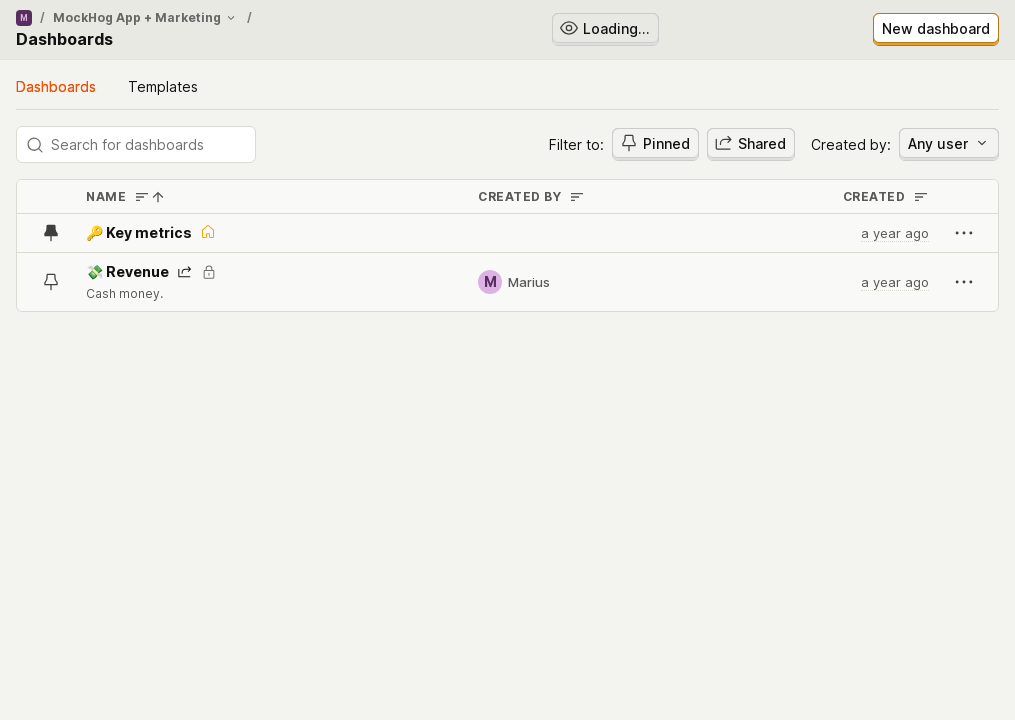 M / MockHog App + Marketing /
Dashboards
Loading...
New dashboard
Dashboards Templates
Search for dashboards
Filter to: Pinned Shared Created by: Any user
NAME CREATED BY CREATED
🔑 Key metrics a year ago
💸 Revenue
Cash money.
M Marius a year ago